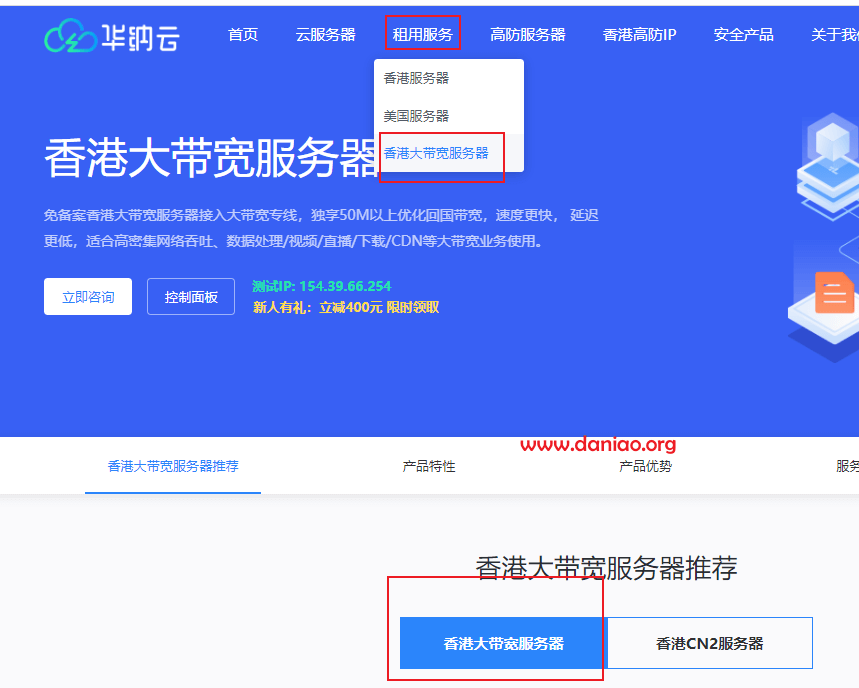 华纳云
首页 云服务器 租用服务 高防服务器 香港高防IP 安全产品 关于我
香港服务器
美国服务器
香港大带宽服务器
香港大带宽服务器
免备案香港大带宽服务器接入大带宽专线，独享50M以上优化回国带宽，速度更快， 延迟
更低，适合高密集网络吞吐、数据处理/视频/直播/下载/CDN等大带宽业务使用。
立即咨询 控制面板
测试IP: 154.39.66.254
新人有礼：立减400元 限时领取
www.daniao.org
香港大带宽服务器推荐 产品特性 产品优势 服务
香港大带宽服务器推荐
香港大带宽服务器 香港CN2服务器